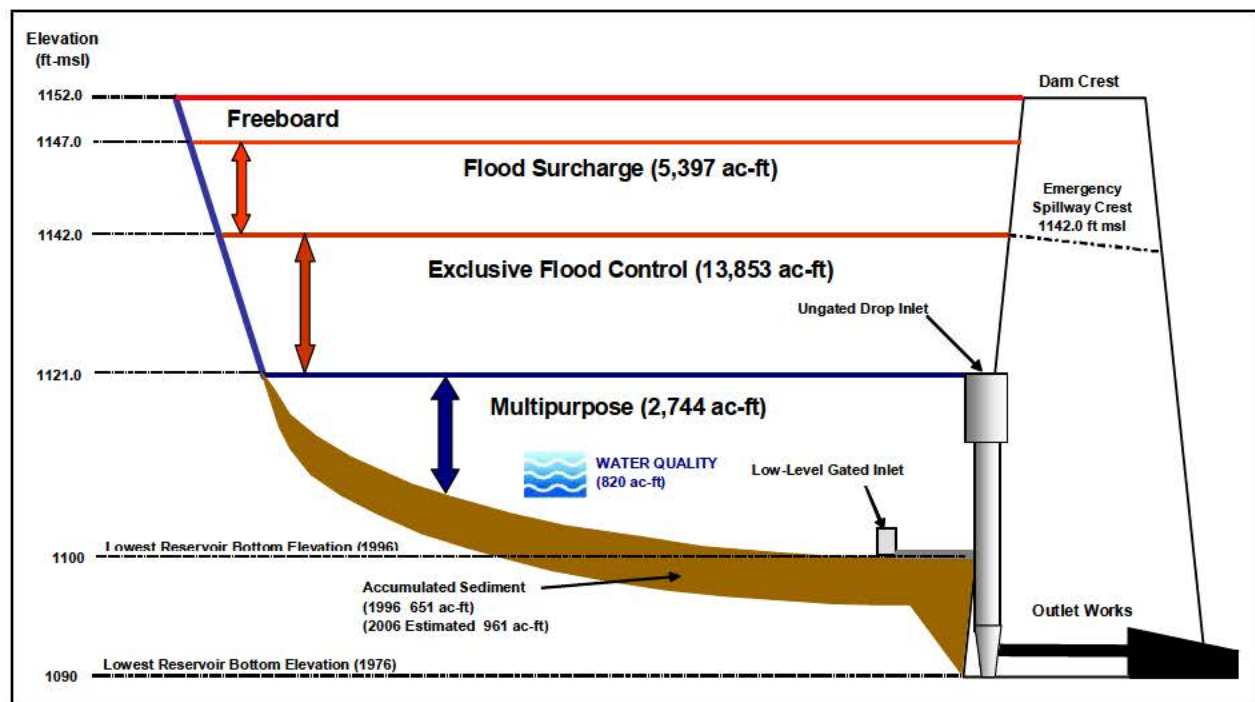 Elevation
(ft-msl)
1152.0
Dam Crest
Freeboard
1147.0
Flood Surcharge (5,397 ac-ft)
Emergency
Spillway Crest
1142.0 ft msl
1142.0
Exclusive Flood Control (13,853 ac-ft)
Ungated Drop Inlet
1121.0
Multipurpose (2,744 ac-ft)
WATER QUALITY
(820 ac-ft)
Low-Level Gated Inlet
Lowest Reservoir Bottom Elevation (1996)
1100
Accumulated Sediment
(1996 651 ac-ft)
(2006 Estimated 961 ac-ft)
Outlet Works
Lowest Reservoir Bottom Elevation (1976)
1090